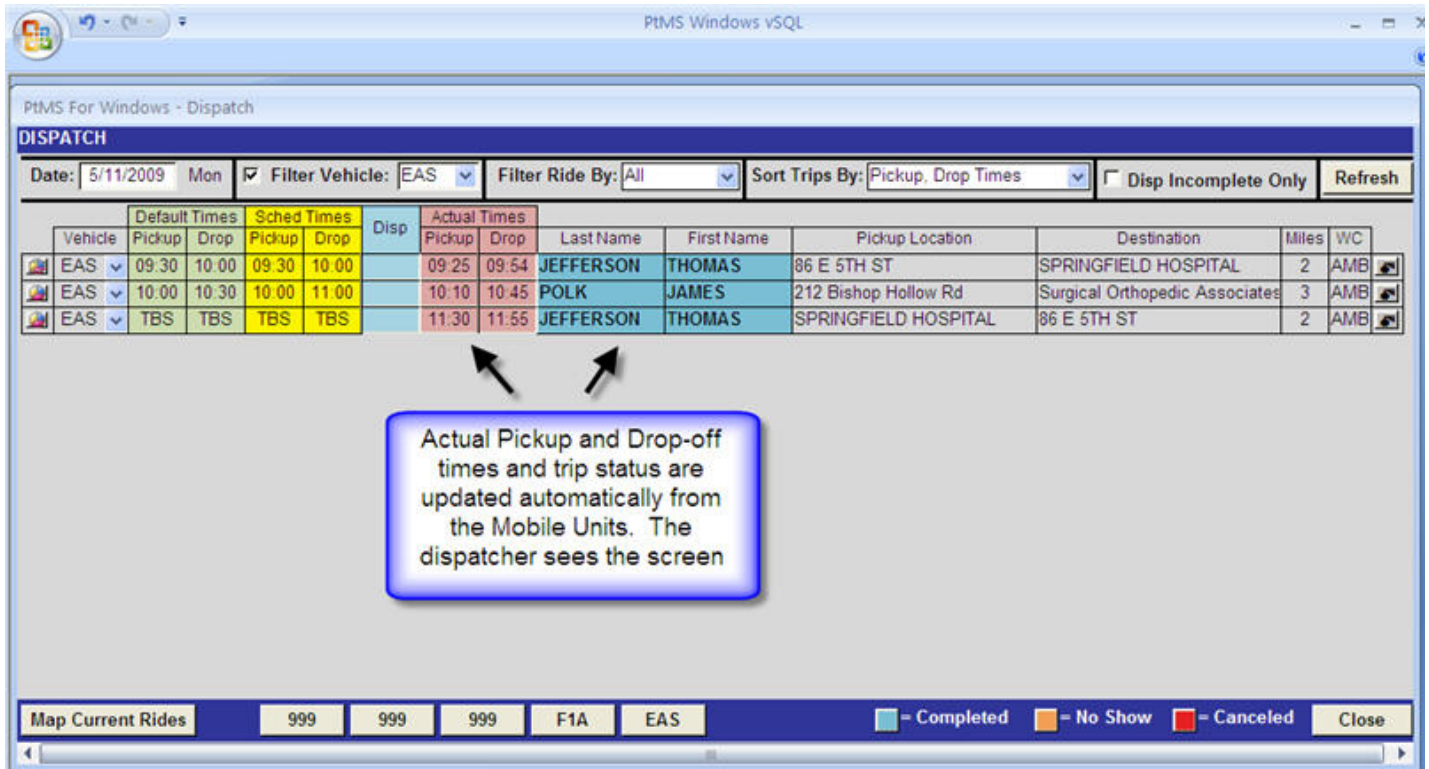 PtMS Windows vSQL
PtMS For Windows - Dispatch
DISPATCH
Date: 5/11/2009 Mon Filter Vehicle: EAS Filter Ride By: All Sort Trips By: Pickup, Drop Times Disp Incomplete Only Refresh
Default Times Sched Times Disp Actual Times
Vehicle Pickup Drop Pickup Drop Pickup Drop Last Name First Name Pickup Location Destination Miles WC
EAS 09:30 10:00 09:30 10:00 09:25 09:54 JEFFERSON THOMAS 86 E 5TH ST SPRINGFIELD HOSPITAL 2 AMB
EAS 10:00 10:30 10:00 11:00 10:10 10:45 POLK JAMES 212 Bishop Hollow Rd Surgical Orthopedic Associates 3 AMB
EAS TBS TBS TBS TBS 11:30 11:55 JEFFERSON THOMAS SPRINGFIELD HOSPITAL 86 E 5TH ST 2 AMB
Actual Pickup and Drop-off
times and trip status are
updated automatically from
the Mobile Units. The
dispatcher sees the screen
Map Current Rides 999 999 999 F1A EAS = Completed = No Show = Canceled Close